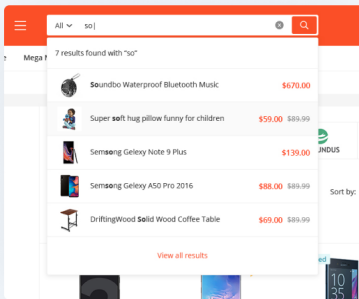 All so
7 results found with "so"
Mega M
Soundbo Waterproof Bluetooth Music $670.00
Super soft hug pillow funny for children $59.00 $89.99
Semsong Gelexy Note 9 Plus $139.00
UNDUS
Semsong Gelexy A50 Pro 2016 $88.00 $89.99
Sort by:
DriftingWood Solid Wood Coffee Table $69.00 $89.99
View all results
10
35